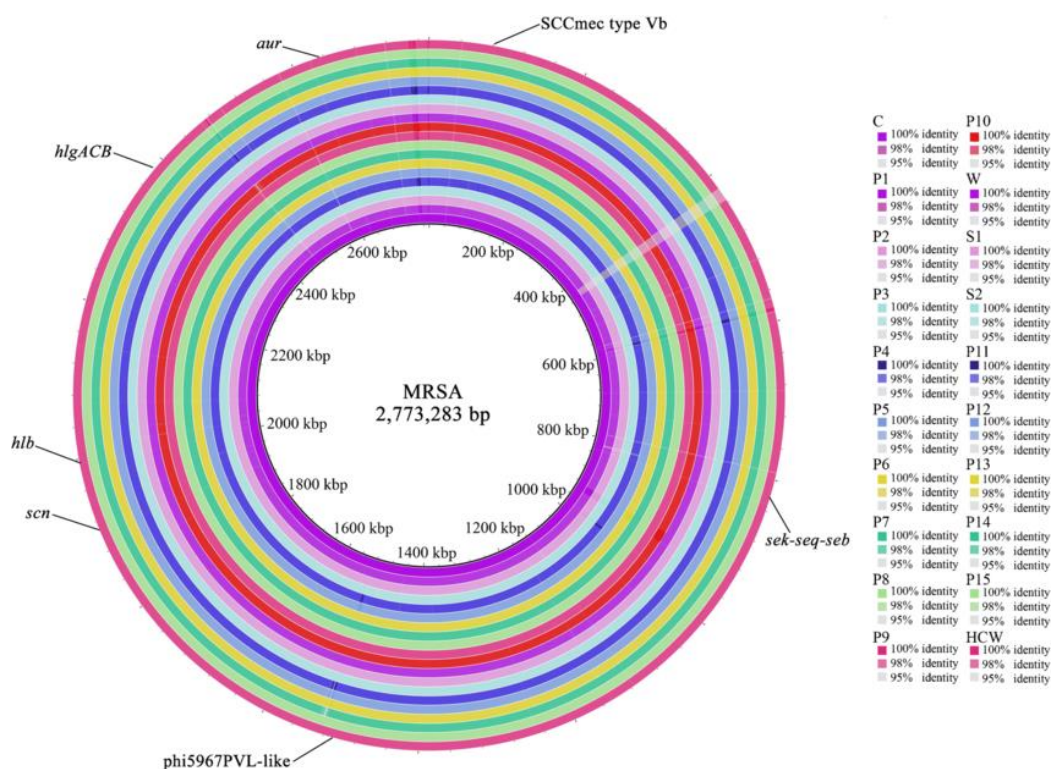 SCCmec type Vb
aur
hlgACB
hlb
scn
phi5967PVL-like
sek-seq-seb
200 kbp
400 kbp
600 kbp
800 kbp
1000 kbp
1200 kbp
1400 kbp
1600 kbp
1800 kbp
2000 kbp
2200 kbp
2400 kbp
2600 kbp
MRSA
2,773,283 bp
C
100% identity
98% identity
95% identity
P1
100% identity
98% identity
95% identity
P2
100% identity
98% identity
95% identity
P3
100% identity
98% identity
95% identity
P4
100% identity
98% identity
95% identity
P5
100% identity
98% identity
95% identity
P6
100% identity
98% identity
95% identity
P7
100% identity
98% identity
95% identity
P8
100% identity
98% identity
95% identity
P9
100% identity
98% identity
95% identity
P10
100% identity
98% identity
95% identity
W
100% identity
98% identity
95% identity
S1
100% identity
98% identity
95% identity
S2
100% identity
98% identity
95% identity
P11
100% identity
98% identity
95% identity
P12
100% identity
98% identity
95% identity
P13
100% identity
98% identity
95% identity
P14
100% identity
98% identity
95% identity
P15
100% identity
98% identity
95% identity
HCW
100% identity
98% identity
95% identity